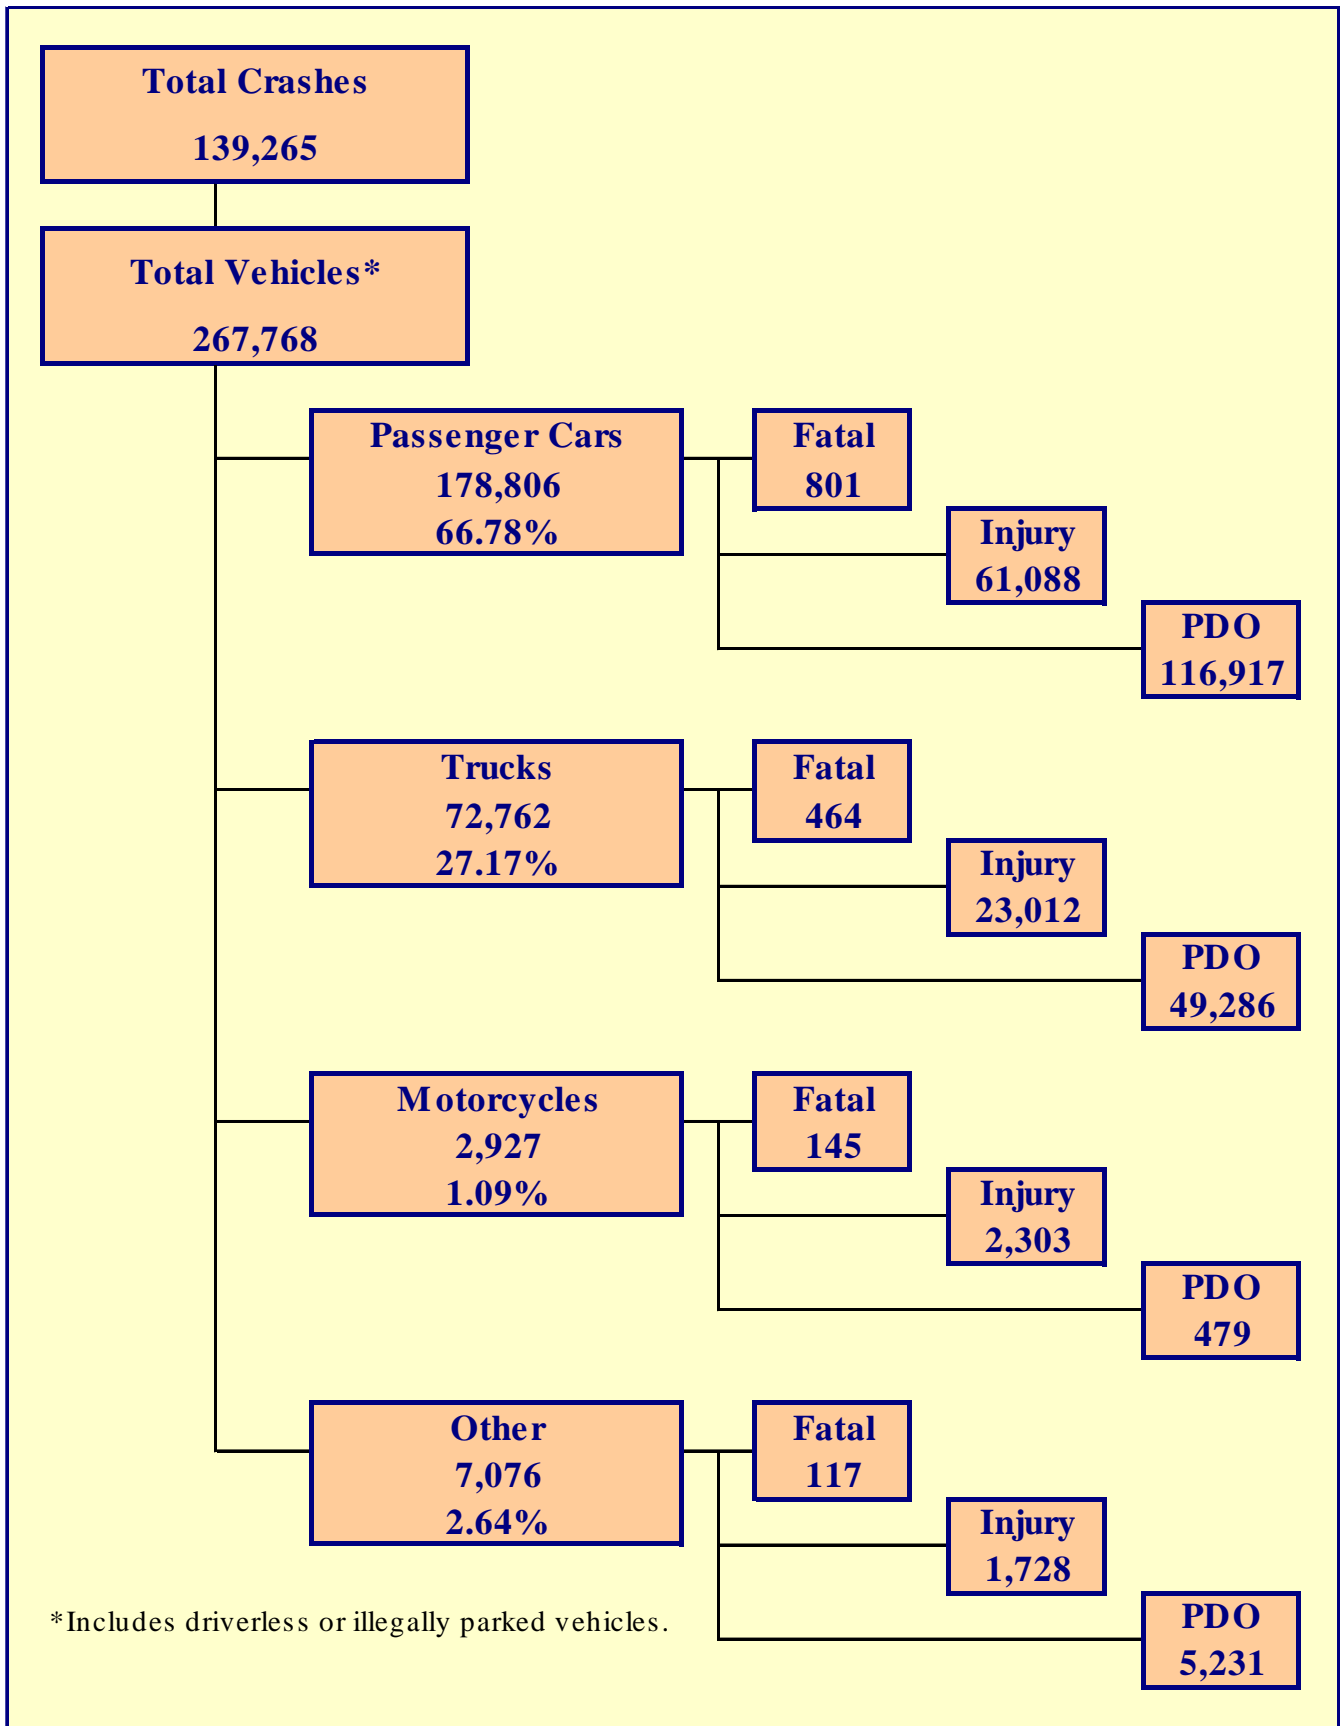 Total Crashes
139,265
Total Vehicles*
267,768
Passenger Cars
178,806
66.78%
Fatal
801
Injury
61,088
PDO
116,917
Trucks
72,762
27.17%
Fatal
464
Injury
23,012
PDO
49,286
Motorcycles
2,927
1.09%
Fatal
145
Injury
2,303
PDO
479
Other
7,076
2.64%
Fatal
117
Injury
1,728
PDO
5,231
*Includes driverless or illegally parked vehicles.